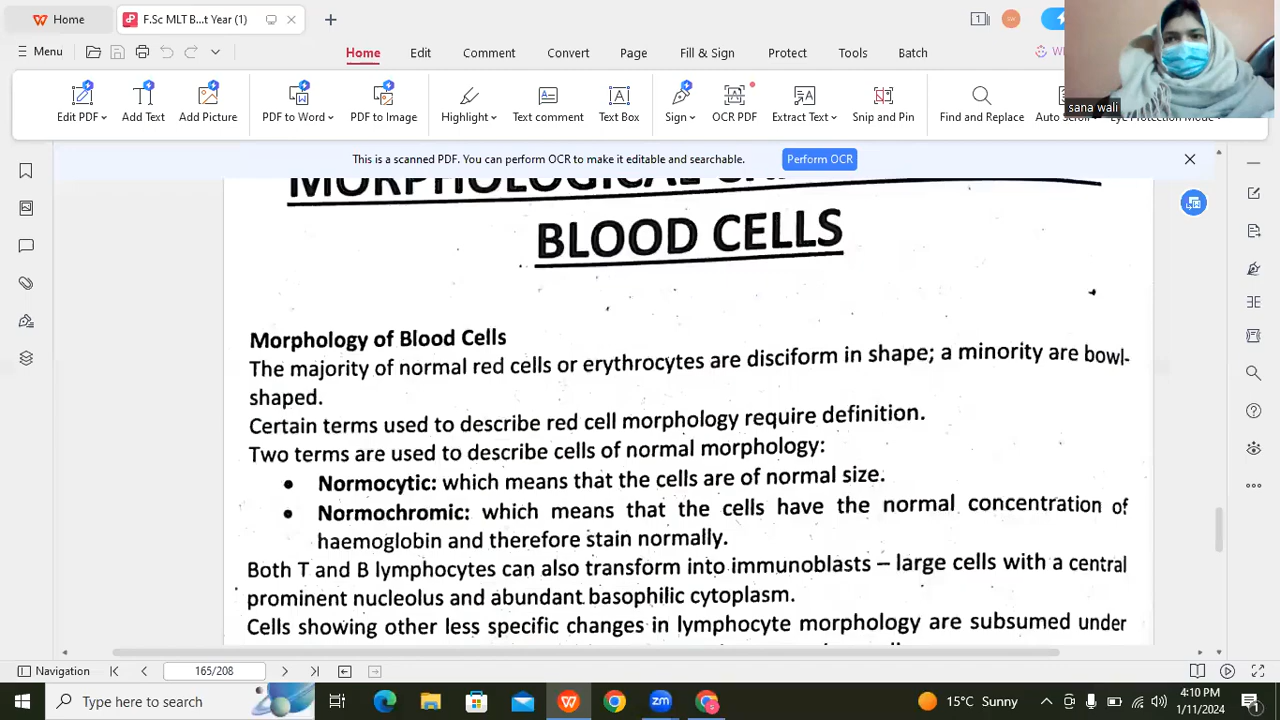 Home
F.Sc MLT B...t Year (1)
Menu
Home
Edit
Comment
Convert
Page
Fill & Sign
Protect
Tools
Batch
Edit PDF
Add Text
Add Picture
PDF to Word
PDF to Image
Highlight
Text comment
Text Box
Sign
OCR PDF
Extract Text
Snip and Pin
Find and Replace
Auto Scroll
Eye Protection Mode
sana wali
This is a scanned PDF. You can perform OCR to make it editable and searchable.
Perform OCR
MORPHOLOGICAL
BLOOD CELLS
Morphology of Blood Cells
The majority of normal red cells or erythrocytes are disciform in shape; a minority are bowl-
shaped.
Certain terms used to describe red cell morphology require definition.
Two terms are used to describe cells of normal morphology:
• Normocytic: which means that the cells are of normal size.
• Normochromic: which means that the cells have the normal concentration of
haemoglobin and therefore stain normally.
Both T and B lymphocytes can also transform into immunoblasts – large cells with a central
prominent nucleolus and abundant basophilic cytoplasm.
Cells showing other less specific changes in lymphocyte morphology are subsumed under
Navigation
165/208
Type here to search
15°C Sunny
4:10 PM
1/11/2024